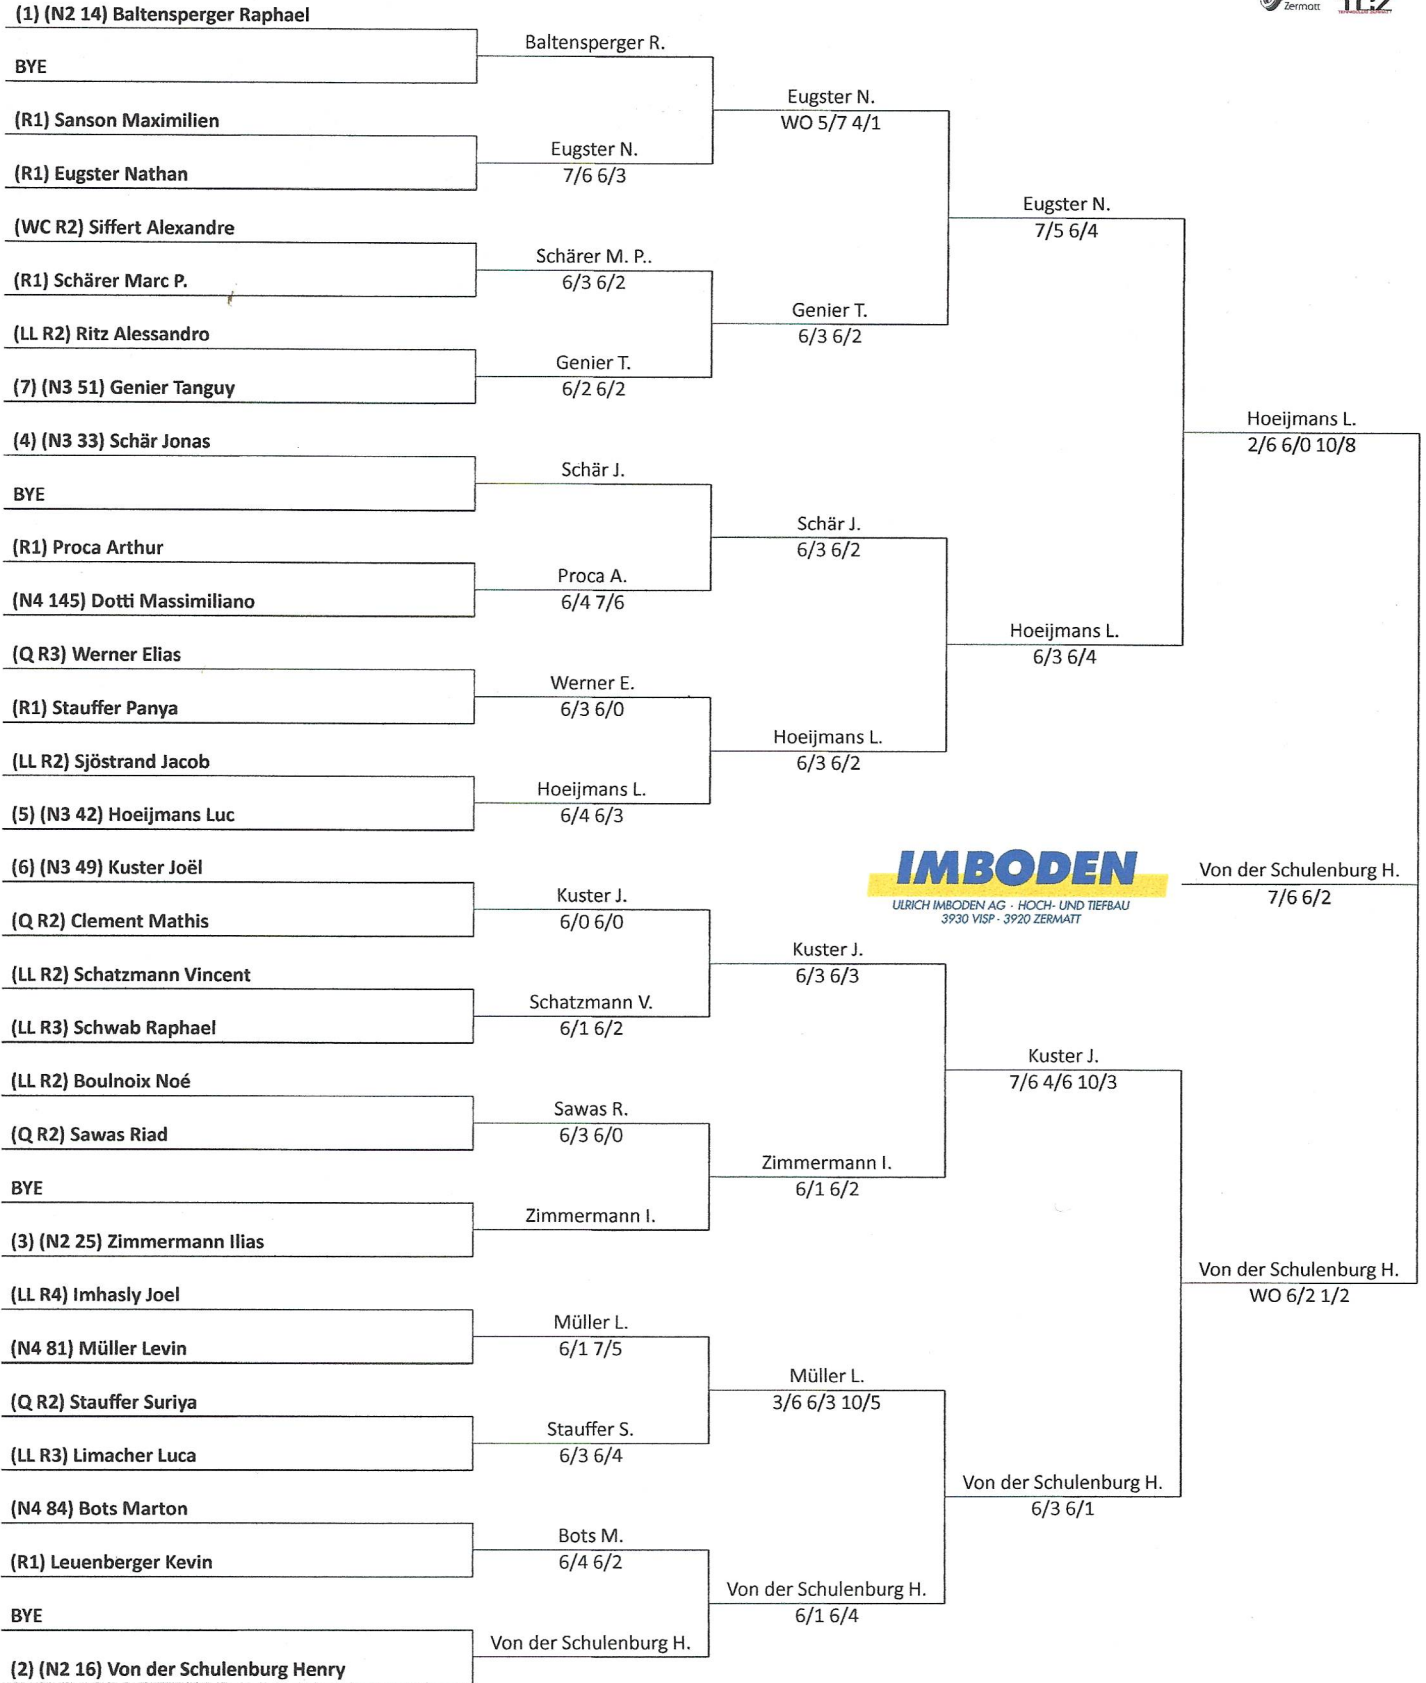 Zermatt
(1) (N2 14) Baltensperger Raphael
BYE
(R1) Sanson Maximilien
(R1) Eugster Nathan
(WC R2) Siffert Alexandre
(R1) Schärer Marc P.
(LL R2) Ritz Alessandro
(7) (N3 51) Genier Tanguy
(4) (N3 33) Schär Jonas
BYE
(R1) Proca Arthur
(N4 145) Dotti Massimiliano
(Q R3) Werner Elias
(R1) Stauffer Panya
(LL R2) Sjöstrand Jacob
(5) (N3 42) Hoeijmans Luc
(6) (N3 49) Kuster Joël
(Q R2) Clement Mathis
(LL R2) Schatzmann Vincent
(LL R3) Schwab Raphael
(LL R2) Boulnoix Noé
(Q R2) Sawas Riad
BYE
(3) (N2 25) Zimmermann Ilias
(LL R4) Imhasly Joel
(N4 81) Müller Levin
(Q R2) Stauffer Suriya
(LL R3) Limacher Luca
(N4 84) Bots Marton
(R1) Leuenberger Kevin
BYE
(2) (N2 16) Von der Schulenburg Henry
Baltensperger R.
Eugster N.
7/6 6/3
Schärer M. P..
6/3 6/2
Genier T.
6/2 6/2
Schär J.
Proca A.
6/4 7/6
Werner E.
6/3 6/0
Hoeijmans L.
6/4 6/3
Kuster J.
6/0 6/0
Schatzmann V.
6/1 6/2
Sawas R.
6/3 6/0
Zimmermann I.
Müller L.
6/1 7/5
Stauffer S.
6/3 6/4
Bots M.
6/4 6/2
Von der Schulenburg H.
Eugster N.
WO 5/7 4/1
Genier T.
6/3 6/2
Schär J.
6/3 6/2
Hoeijmans L.
6/3 6/2
Kuster J.
6/3 6/3
Zimmermann I.
6/1 6/2
Müller L.
3/6 6/3 10/5
Von der Schulenburg H.
6/1 6/4
Eugster N.
7/5 6/4
Hoeijmans L.
6/3 6/4
Kuster J.
7/6 4/6 10/3
Von der Schulenburg H.
6/3 6/1
Hoeijmans L.
2/6 6/0 10/8
Von der Schulenburg H.
WO 6/2 1/2
Von der Schulenburg H.
7/6 6/2
IMBODEN
ULRICH IMBODEN AG · HOCH- UND TIEFBAU
3930 VISP · 3920 ZERMATT